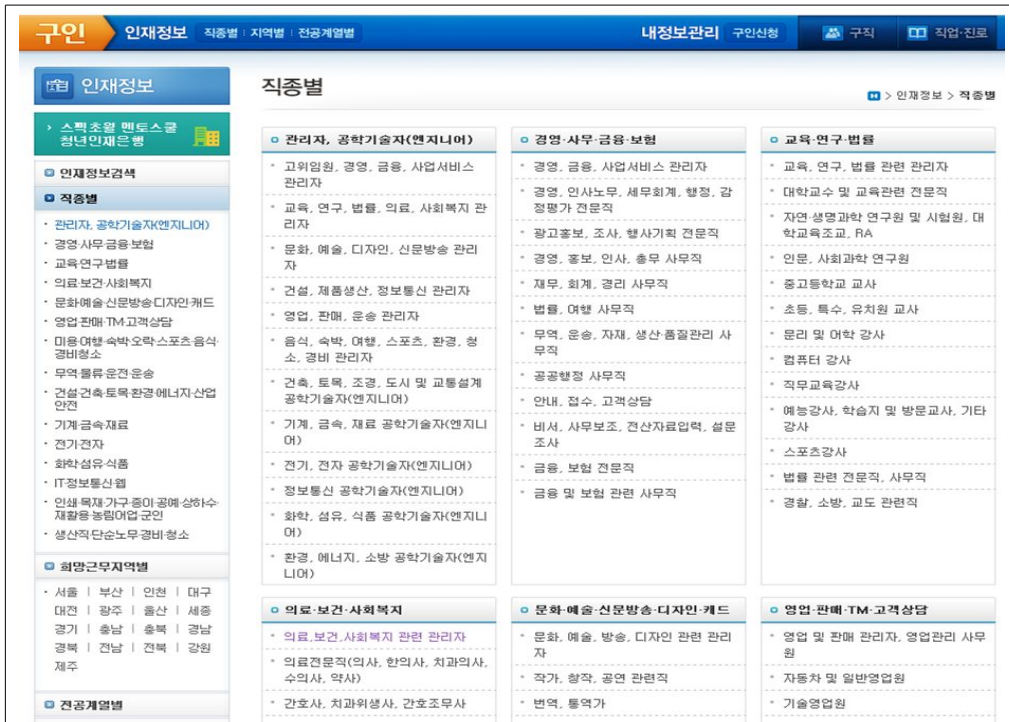 구인 인재정보 직종별 지역별 전공계열별 내정보관리 구인신청 구직 직업·진로
인재정보
스펙초월 멘토스쿨
청년인재은행
인재정보검색
직종별
관리자, 공학기술자(엔지니어)
경영·사무·금융·보험
교육·연구·법률
의료·보건·사회복지
문화·예술·신문방송·디자인·캐드
영업·판매·TM·고객상담
미용·여행·숙박·오락·스포츠·음식·
경비청소
무역·물류·운전·운송
건설·건축·토목·환경·에너지·산업
안전
기계·금속·재료
전기·전자
화학·섬유·식품
IT·정보통신·웹
인쇄·목재·가구·종이·공예·상하수·
재활용·농림어업·군인
생산직·단순노무·경비·청소
희망근무지역별
서울 | 부산 | 인천 | 대구
대전 | 광주 | 울산 | 세종
경기 | 충남 | 충북 | 경남
경북 | 전남 | 전북 | 강원
제주
전공계열별
직종별
> 인재정보 > 직종별
관리자, 공학기술자(엔지니어)
고위임원, 경영, 금융, 사업서비스
관리자
교육, 연구, 법률, 의료, 사회복지 관
리자
문화, 예술, 디자인, 신문방송 관리
자
건설, 제품생산, 정보통신 관리자
영업, 판매, 운송 관리자
음식, 숙박, 여행, 스포츠, 환경, 청
소, 경비 관리자
건축, 토목, 조경, 도시 및 교통설계
공학기술자(엔지니어)
기계, 금속, 재료 공학기술자(엔지니
어)
전기, 전자 공학기술자(엔지니어)
정보통신 공학기술자(엔지니어)
화학, 섬유, 식품 공학기술자(엔지니
어)
환경, 에너지, 소방 공학기술자(엔지
니어)
경영·사무·금융·보험
경영, 금융, 사업서비스 관리자
경영, 인사노무, 세무회계, 행정, 감
정평가 전문직
광고홍보, 조사, 행사기획 전문직
경영, 홍보, 인사, 총무 사무직
재무, 회계, 경리 사무직
법률, 여행 사무직
무역, 운송, 자재, 생산·품질관리 사
무직
공공행정 사무직
안내, 접수, 고객상담
비서, 사무보조, 전산자료입력, 설문
조사
금융, 보험 전문직
금융 및 보험 관련 사무직
교육·연구·법률
교육, 연구, 법률 관련 관리자
대학교수 및 교육관련 전문직
자연·생명과학 연구원 및 시험원, 대
학교육조교, RA
인문, 사회과학 연구원
중고등학교 교사
초등, 특수, 유치원 교사
문리 및 어학 강사
컴퓨터 강사
직무교육강사
예능강사, 학습지 및 방문교사, 기타
강사
스포츠강사
법률 관련 전문직, 사무직
경찰, 소방, 교도 관련직
의료·보건·사회복지
의료,보건,사회복지 관련 관리자
의료전문직(의사, 한의사, 치과의사,
수의사, 약사)
간호사, 치과위생사, 간호조무사
문화·예술·신문방송·디자인·캐드
문화, 예술, 방송, 디자인 관련 관리
자
작가, 창작, 공연 관련직
번역, 통역가
영업·판매·TM·고객상담
영업 및 판매 관리자, 영업관리 사무
원
자동차 및 일반영업원
기술영업원